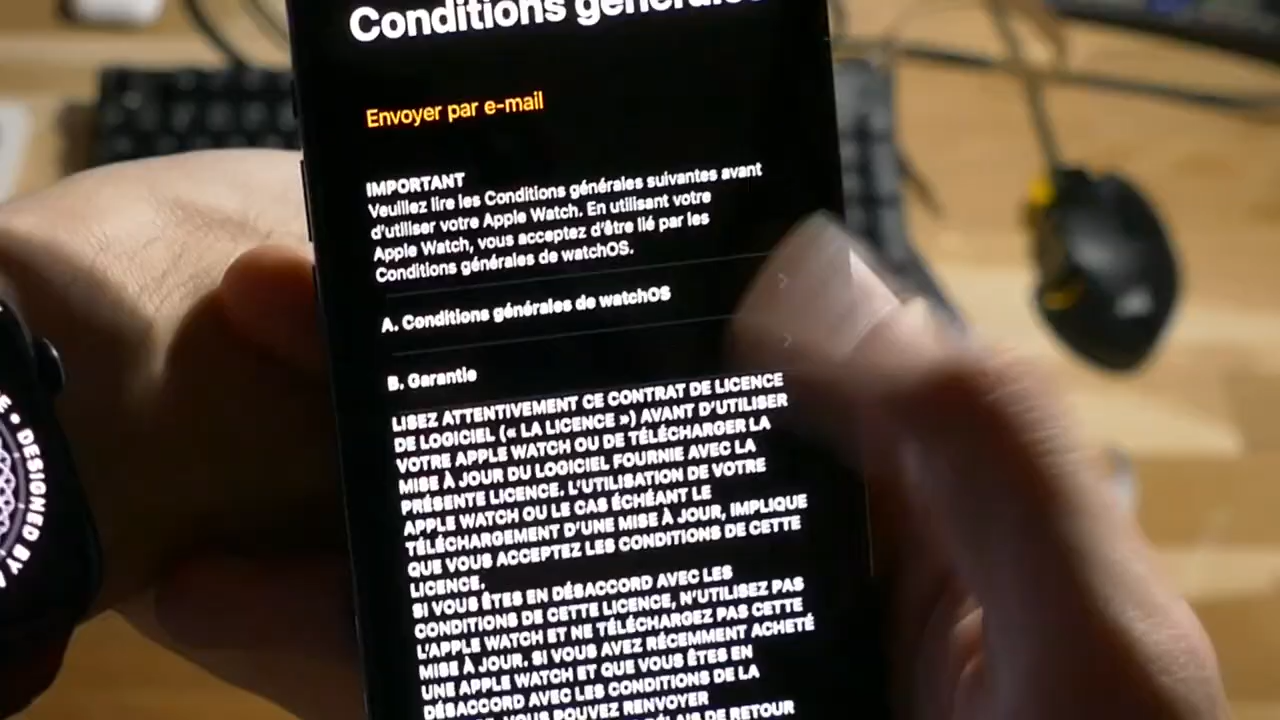 Conditions générales
Envoyer par e-mail
IMPORTANT
Veuillez lire les Conditions générales suivantes avant
d'utiliser votre Apple Watch. En utilisant votre
Apple Watch, vous acceptez d'être lié par les
Conditions générales de watchOS.
A. Conditions générales de watchOS
B. Garantie
LISEZ ATTENTIVEMENT CE CONTRAT DE LICENCE
DE LOGICIEL (« LA LICENCE ») AVANT D'UTILISER
VOTRE APPLE WATCH OU DE TÉLÉCHARGER LA
MISE À JOUR DU LOGICIEL FOURNIE AVEC LA
PRÉSENTE LICENCE. L'UTILISATION DE VOTRE
APPLE WATCH OU LE CAS ÉCHÉANT LE
TÉLÉCHARGEMENT D'UNE MISE À JOUR, IMPLIQUE
QUE VOUS ACCEPTEZ LES CONDITIONS DE CETTE
LICENCE.
SI VOUS ÊTES EN DÉSACCORD AVEC LES
CONDITIONS DE CETTE LICENCE, N'UTILISEZ PAS
L'APPLE WATCH ET NE TÉLÉCHARGEZ PAS CETTE
MISE À JOUR. SI VOUS AVEZ RÉCEMMENT ACHETÉ
UNE APPLE WATCH ET QUE VOUS ÊTES EN
DÉSACCORD AVEC LES CONDITIONS DE LA
VOUS POUVEZ RENVOYER
DÉLAIS DE RETOUR
DESIGNED BY